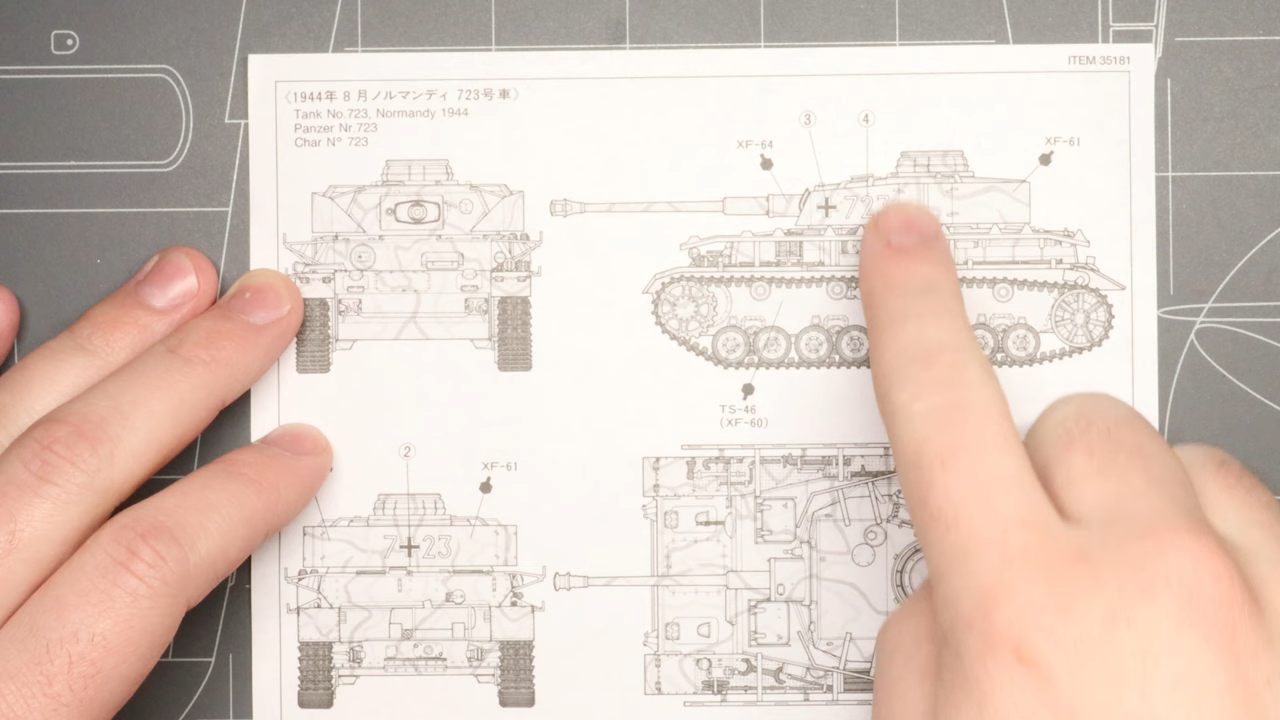 ITEM 35181
《1944年8月ノルマンディ 723号車》
Tank No.723, Normandy 1944
Panzer Nr.723
Char N° 723
③
④
XF-64
XF-61
723
TS-46
(XF-60)
②
XF-61
7 23